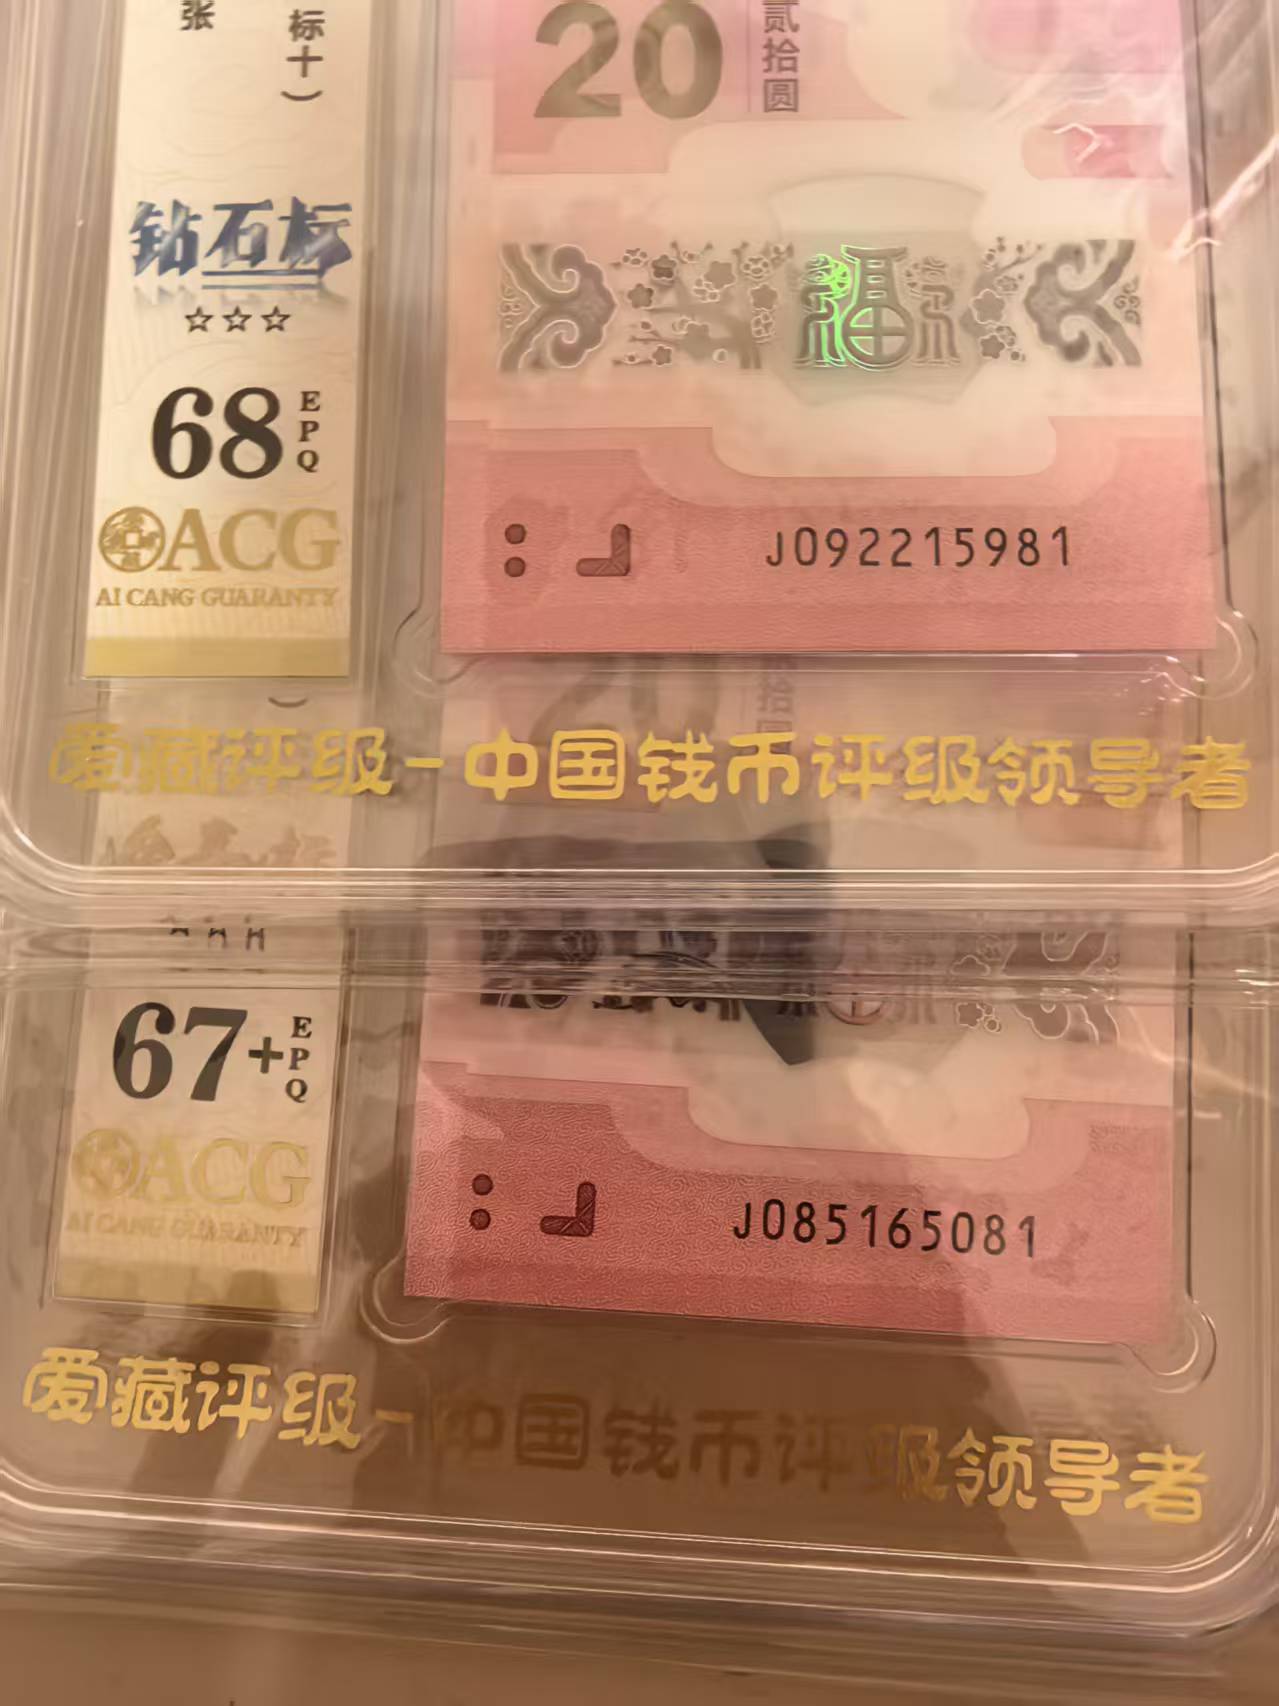 张
标十）
20
贰拾圆
钻石标
☆☆☆
68
EPQ
福
ACG
AI CANG GUARANTY
J092215981
爱藏评级-中国钱币评级领导者
67+
EPQ
ACG
AI CANG GUARANTY
J085165081
爱藏评级-中国钱币评级领导者